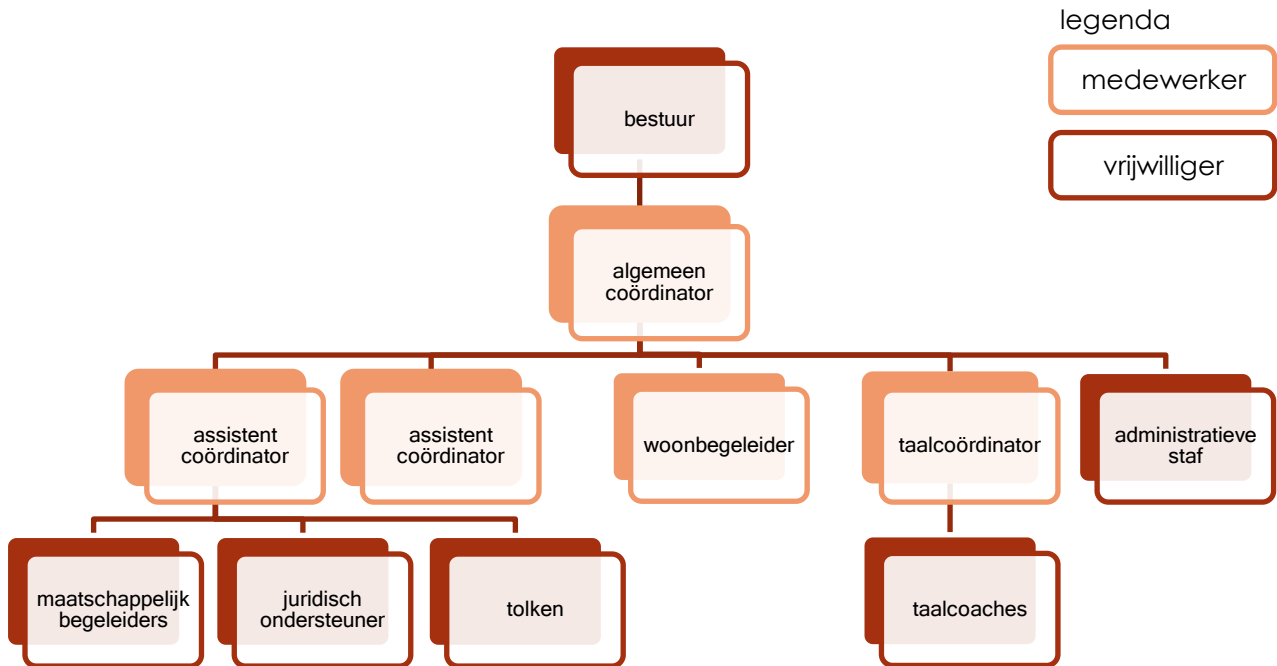 legenda
medewerker
vrijwilliger
bestuur
algemeen
coördinator
assistent
coördinator
assistent
coördinator
woonbegeleider
taalcoördinator
administratieve
staf
maatschappelijk
begeleiders
juridisch
ondersteuner
tolken
taalcoaches